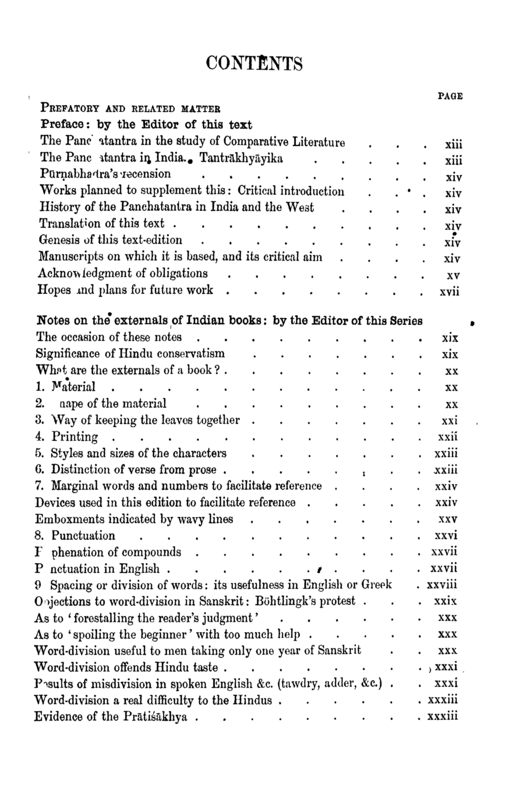 CONTENTS
PAGE
PREFATORY AND RELATED MATTER
Preface: by the Editor of this text
The Panc atantra in the study of Comparative Literature . . . xiii
The Panc atantra in India. Tantrākhyāyika . . . . . xiii
Pūrṇabhadra's recension . . . . . . . . . xiv
Works planned to supplement this: Critical introduction . . . xiv
History of the Panchatantra in India and the West . . . . xiv
Translation of this text . . . . . . . . . . xiv
Genesis of this text-edition . . . . . . . . . xiv
Manuscripts on which it is based, and its critical aim . . . . xiv
Acknowledgment of obligations . . . . . . . . xv
Hopes and plans for future work . . . . . . . . xvii
Notes on the externals of Indian books: by the Editor of this Series
The occasion of these notes . . . . . . . . . xix
Significance of Hindu conservatism . . . . . . . xix
What are the externals of a book? . . . . . . . . xx
1. Material . . . . . . . . . . . . xx
2. hape of the material . . . . . . . . . xx
3. Way of keeping the leaves together . . . . . . . xxi
4. Printing . . . . . . . . . . . . xxii
5. Styles and sizes of the characters . . . . . . . xxiii
6. Distinction of verse from prose . . . . . . . . xxiii
7. Marginal words and numbers to facilitate reference . . . . xxiv
Devices used in this edition to facilitate reference . . . . . xxiv
Emboxments indicated by wavy lines . . . . . . . xxv
8. Punctuation . . . . . . . . . . . xxvi
F phenation of compounds . . . . . . . . . xxvii
P nctuation in English . . . . . . . . . . xxvii
9 Spacing or division of words: its usefulness in English or Greek . xxviii
Objections to word-division in Sanskrit: Böhtlingk's protest . . . xxix
As to ‘forestalling the reader's judgment’ . . . . . . xxx
As to ‘spoiling the beginner’ with too much help . . . . . xxx
Word-division useful to men taking only one year of Sanskrit . . xxx
Word-division offends Hindu taste . . . . . . . . xxxi
Results of misdivision in spoken English &c. (tawdry, adder, &c.) . . xxxi
Word-division a real difficulty to the Hindus . . . . . . xxxiii
Evidence of the Prātiśākhya . . . . . . . . . xxxiii